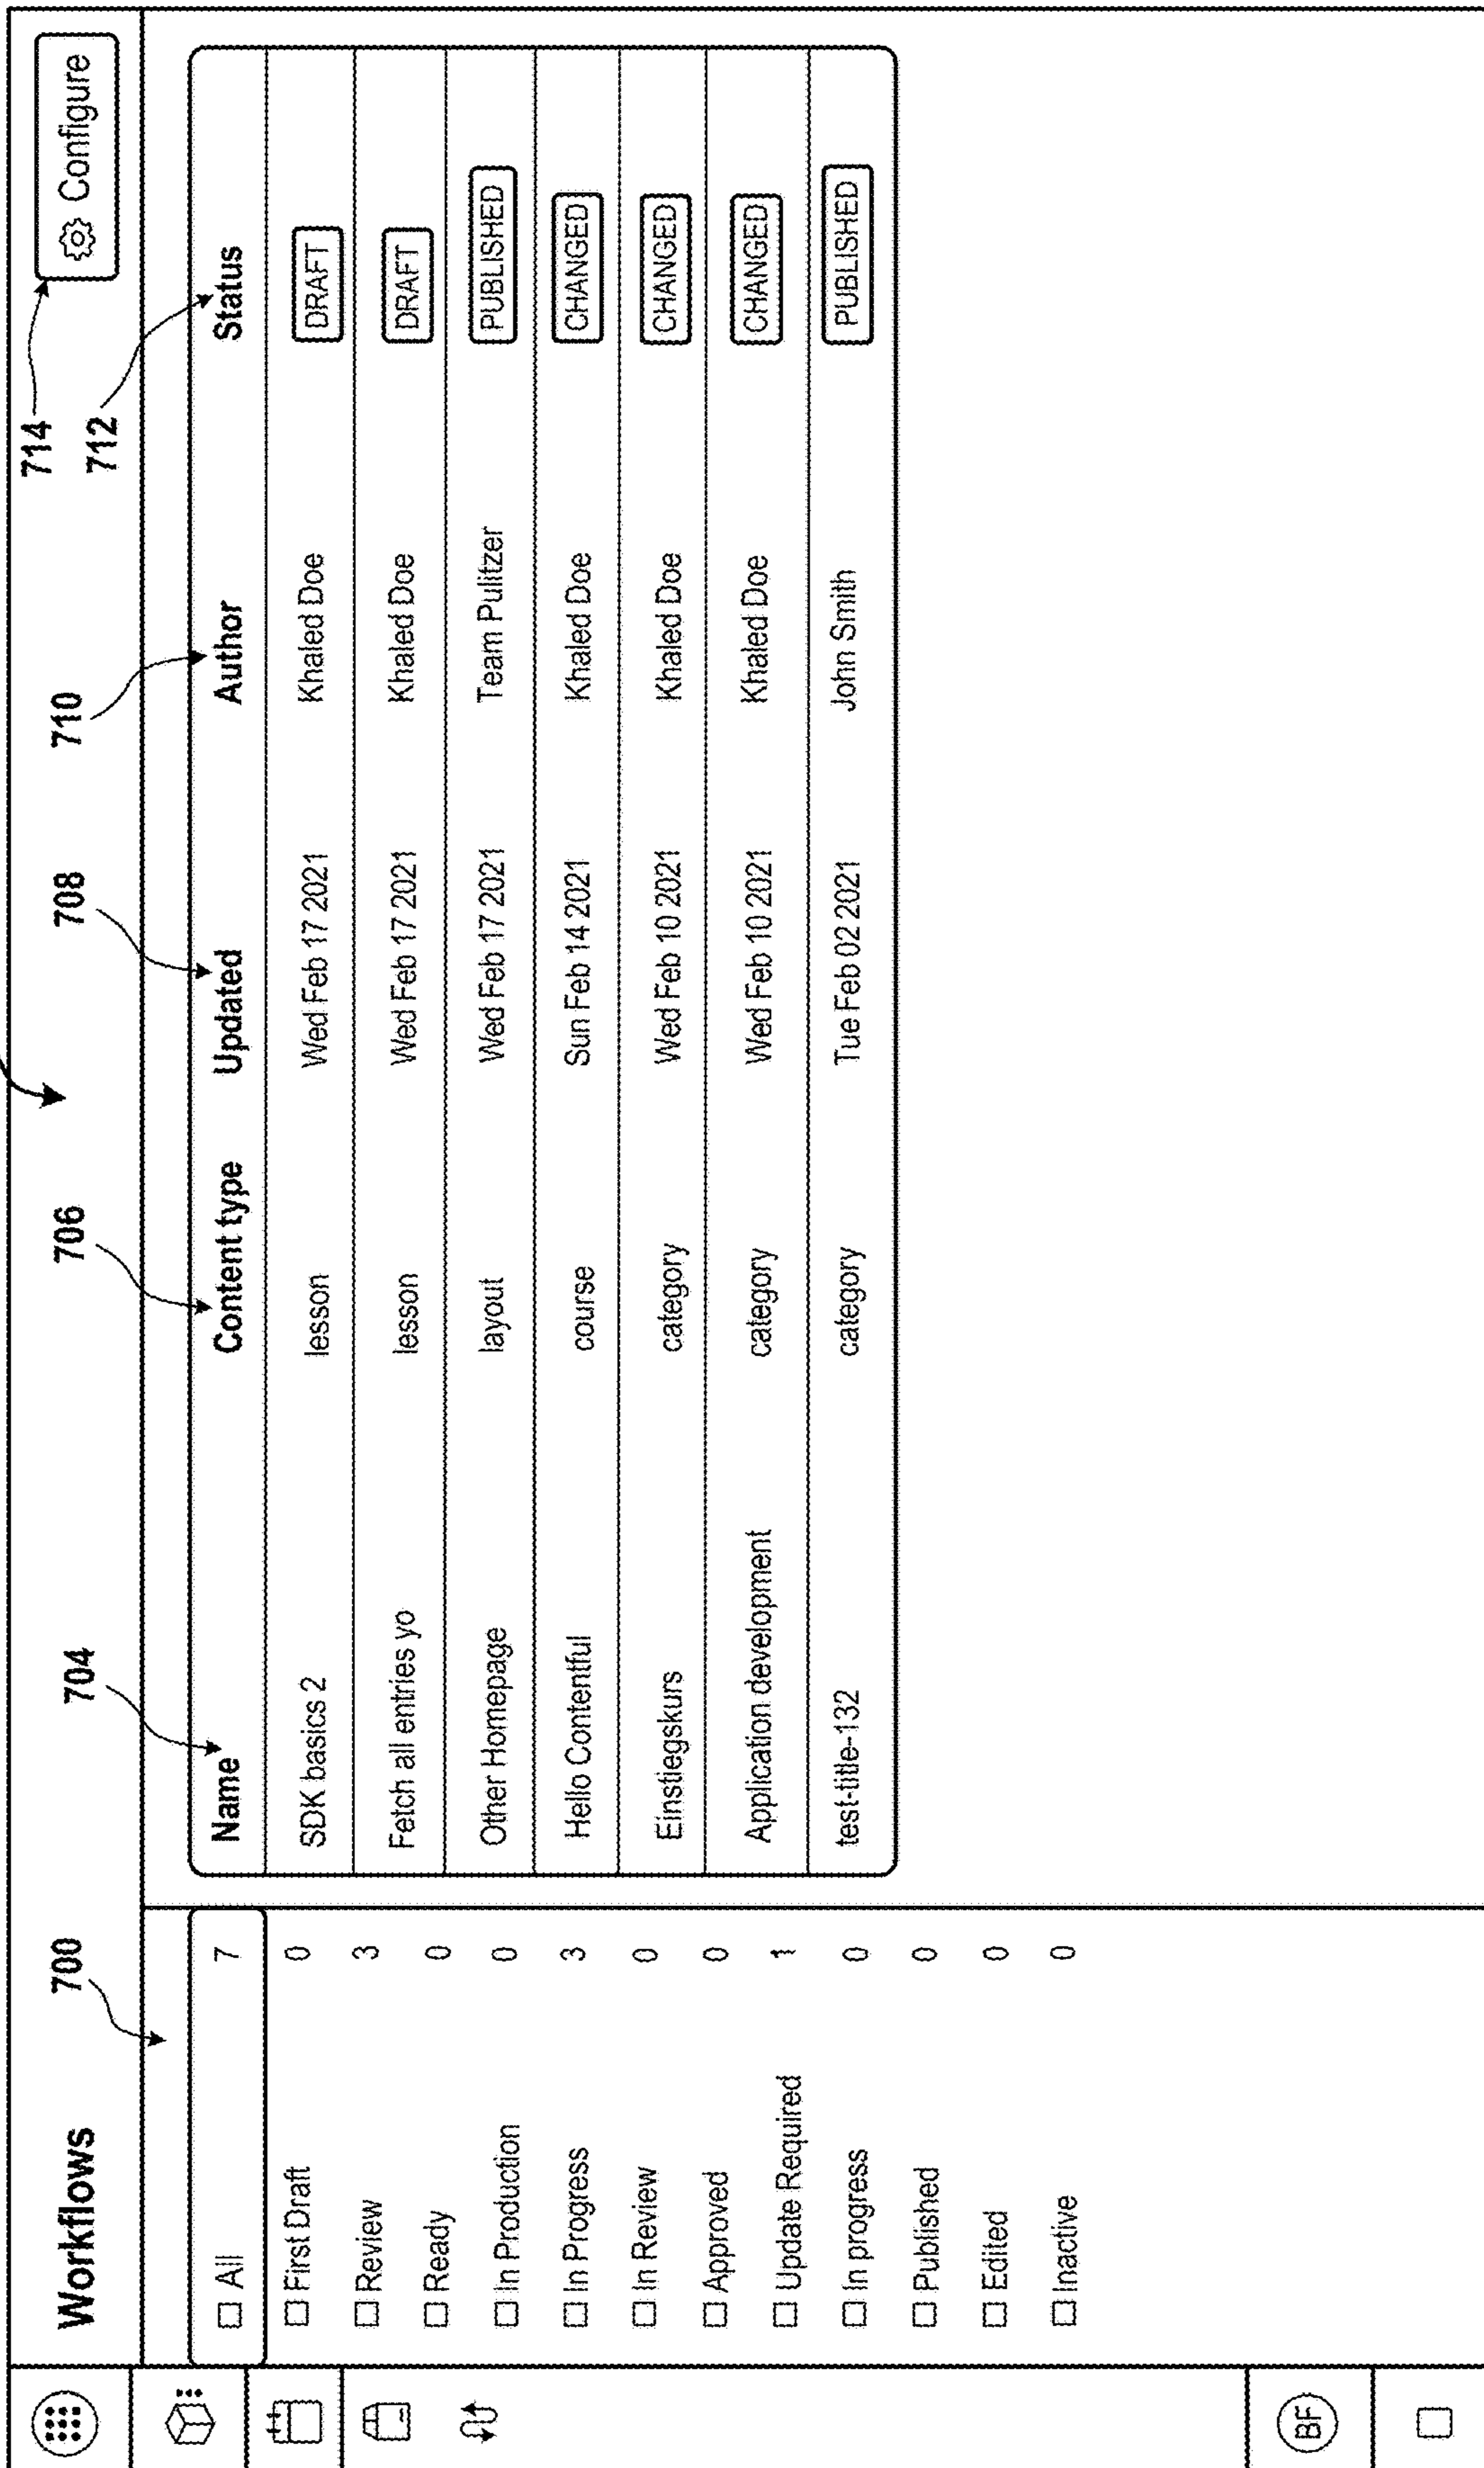 Workflows
700
704
706
708
710
712
714
Configure
All 7
First Draft 0
Review 3
Ready 0
In Production 0
In Progress 3
In Review 0
Approved 0
Update Required 1
In progress 0
Published 0
Edited 0
Inactive 0
Name Content type Updated Author Status
SDK basics 2 lesson Wed Feb 17 2021 Khaled Doe DRAFT
Fetch all entries yo lesson Wed Feb 17 2021 Khaled Doe DRAFT
Other Homepage layout Wed Feb 17 2021 Team Pulitzer PUBLISHED
Hello Contentful course Sun Feb 14 2021 Khaled Doe CHANGED
Einstiegskurs category Wed Feb 10 2021 Khaled Doe CHANGED
Application development category Wed Feb 10 2021 Khaled Doe CHANGED
test-title-132 category Tue Feb 02 2021 John Smith PUBLISHED
BF